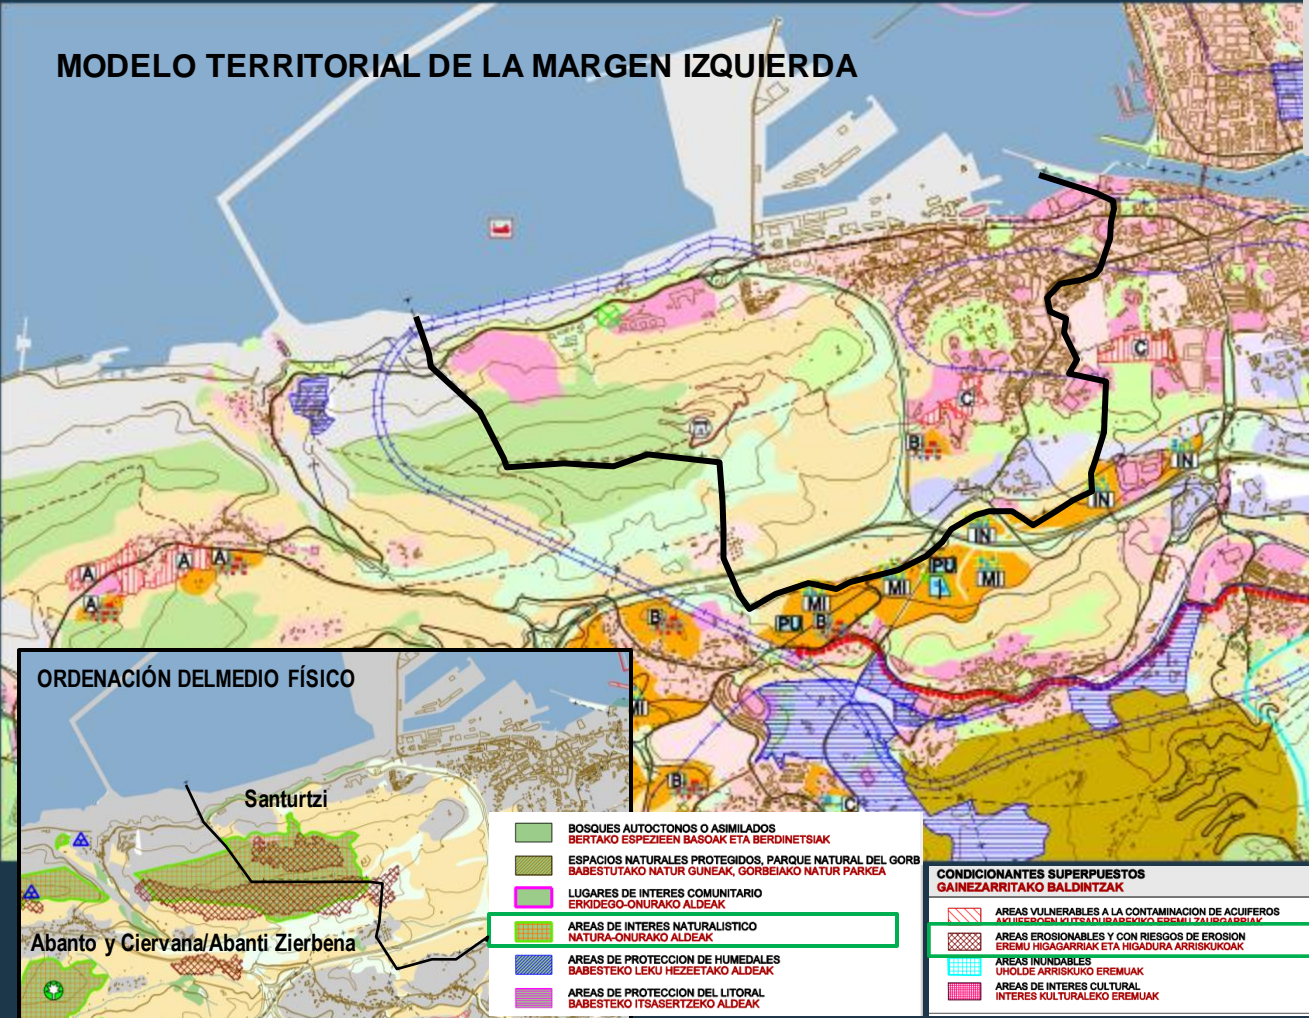 MODELO TERRITORIAL DE LA MARGEN IZQUIERDA
C
C
B
IN
IN
IN
A
A
A
A
PU
MI
MI
MI
B
PU
B
MI
B
C
ORDENACIÓN DELMEDIO FÍSICO
Santurtzi
Abanto y Ciervana/Abanti Zierbena
BOSQUES AUTOCTONOS O ASIMILADOS
BERTAKO ESPEZIEEN BASOAK ETA BERDINETSIAK
ESPACIOS NATURALES PROTEGIDOS, PARQUE NATURAL DEL GORB
BABESTUTAKO NATUR GUNEAK, GORBEIAKO NATUR PARKEA
LUGARES DE INTERES COMUNITARIO
ERKIDEGO-ONURAKO ALDEAK
AREAS DE INTERES NATURALISTICO
NATURA-ONURAKO ALDEAK
AREAS DE PROTECCION DE HUMEDALES
BABESTEKO LEKU HEZEETAKO ALDEAK
AREAS DE PROTECCION DEL LITORAL
BABESTEKO ITSASERTZEKO ALDEAK
CONDICIONANTES SUPERPUESTOS
GAINEZARRITAKO BALDINTZAK
AREAS VULNERABLES A LA CONTAMINACION DE ACUIFEROS
AKUIFEROEN KUTSADURAREKIKO EREMU ZAURGARRIAK
AREAS EROSIONABLES Y CON RIESGOS DE EROSION
EREMU HIGAGARRIAK ETA HIGADURA ARRISKUKOAK
AREAS INUNDABLES
UHOLDE ARRISKUKO EREMUAK
AREAS DE INTERES CULTURAL
INTERES KULTURALEKO EREMUAK